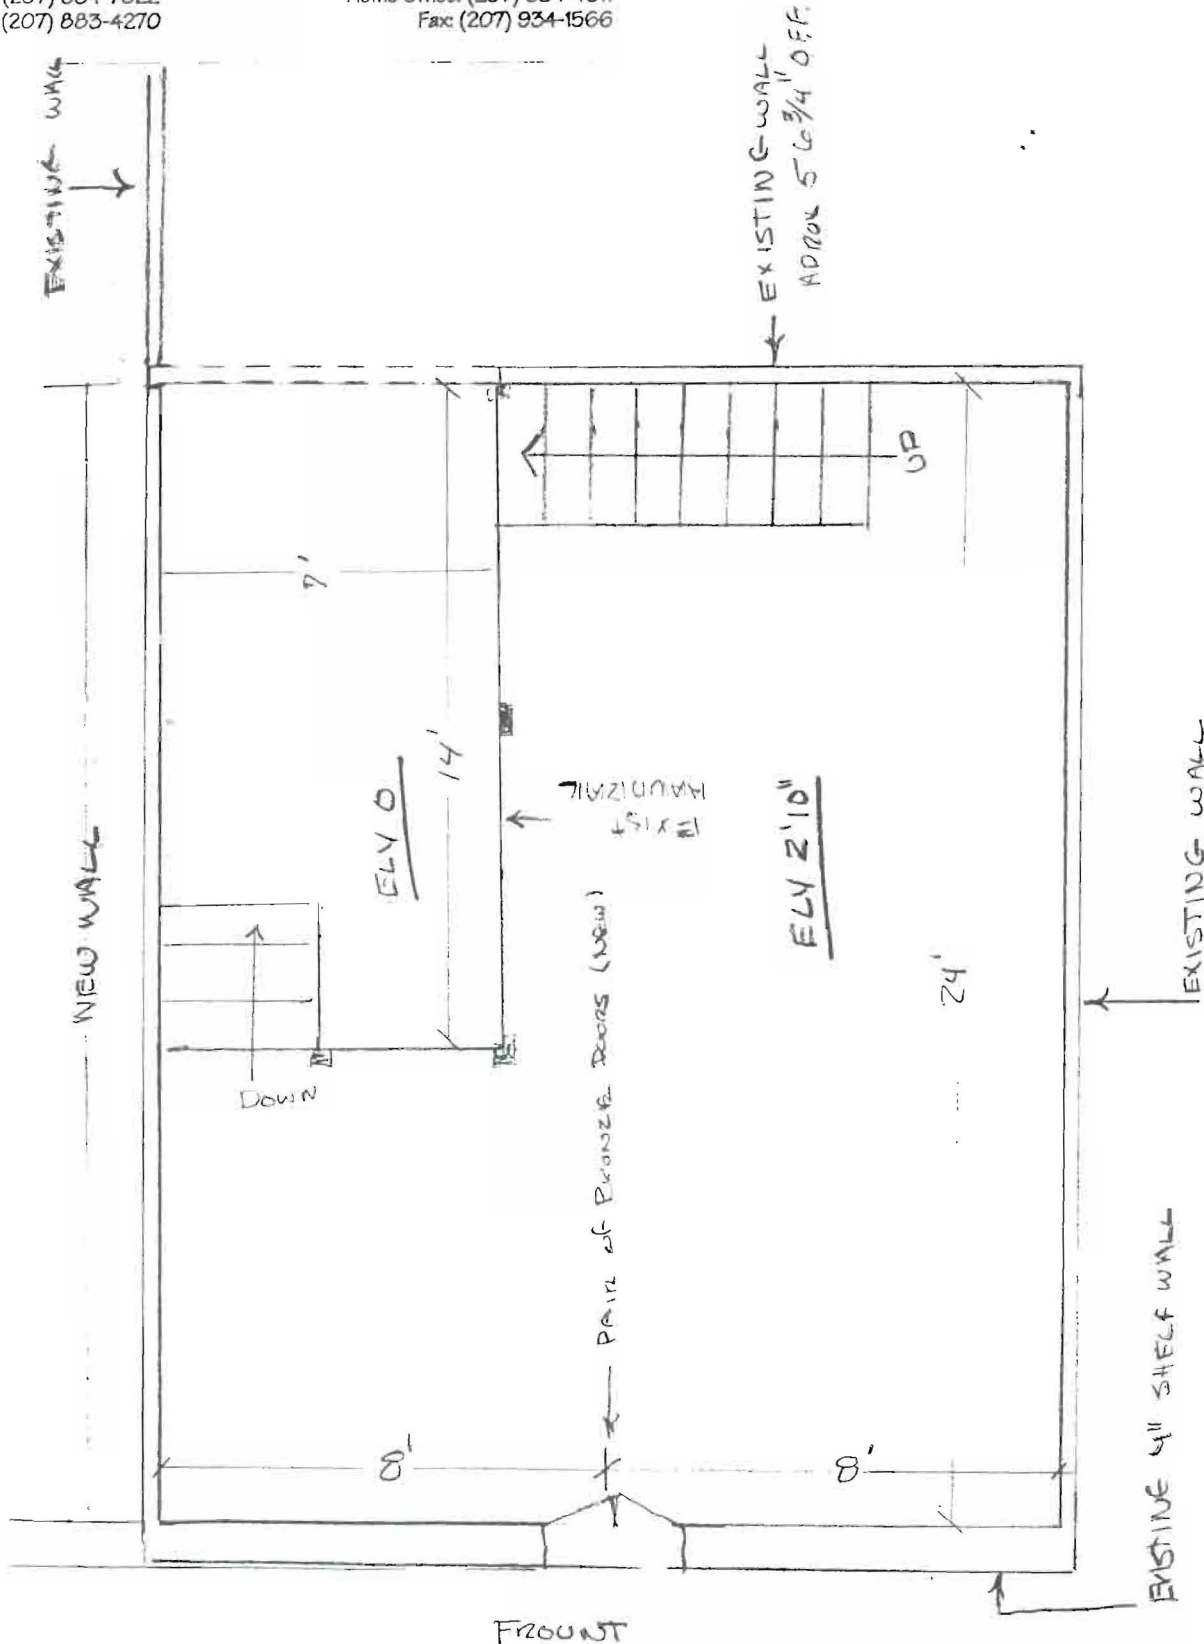 (207) 883-4270
Fax: (207) 934-1566
EXISTING WALL
EXISTING WALL
5 6 3/4" OFF.
NEW WALL
7'
UP
14'
ELV 0
EXIST
HANDRAIL
ELV 2'10"
DOWN
PAIR OF BRONZE DOORS (NEW)
24'
EXISTING WALL
8'
8'
EXISTING 4" SHELF WALL
FROUNT